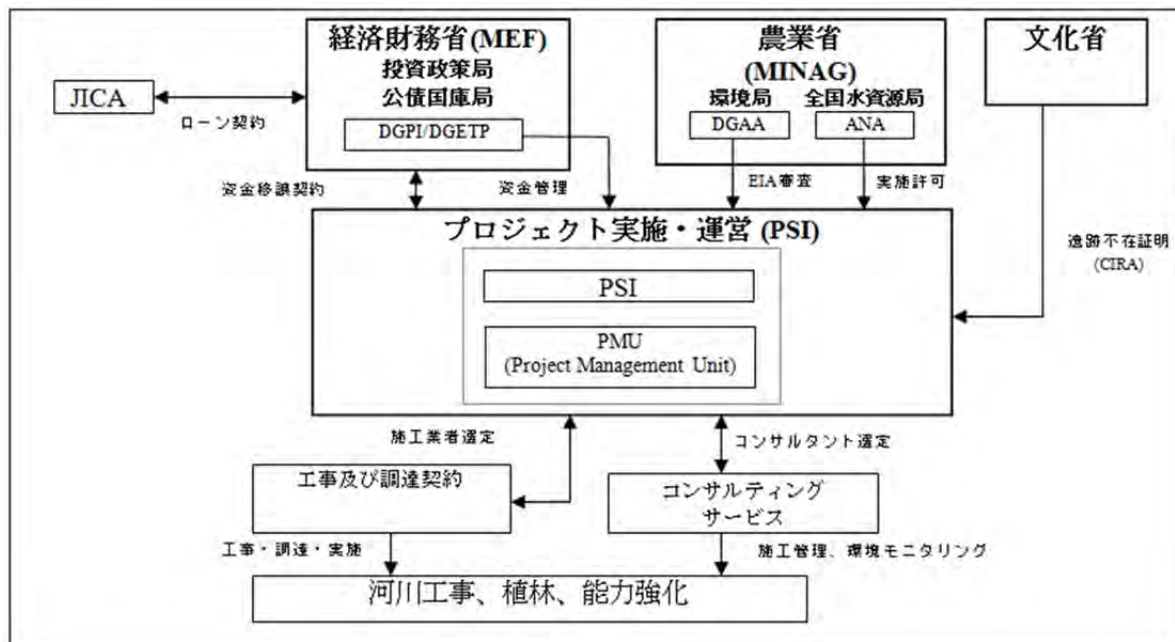 経済財務省(MEF)
投資政策局
公債国庫局
DGPI/DGETP
農業省
(MINAG)
環境局 全国水資源局
DGAA ANA
文化省
JICA
ローン契約
資金移譲契約
資金管理
EIA審査
実施許可
遺跡不在証明
(CIRA)
プロジェクト実施・運営 (PSI)
PSI
PMU
(Project Management Unit)
施工業者選定
コンサルタント選定
工事及び調達契約
コンサルティング
サービス
工事・調達・実施
施工管理、環境モニタリング
河川工事、植林、能力強化